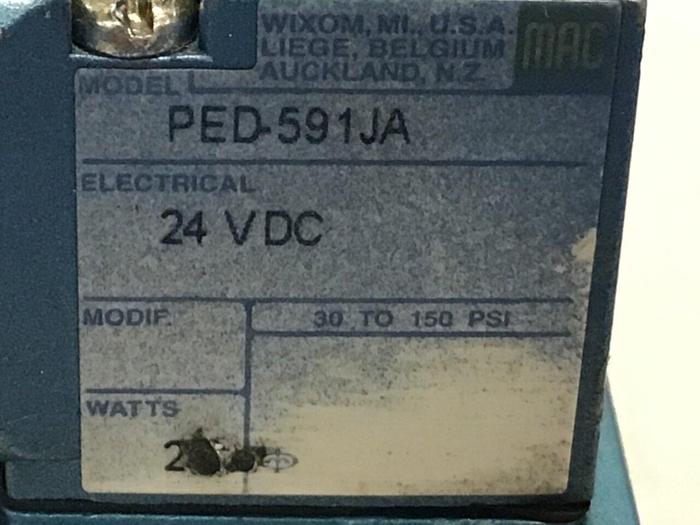 WIXOM, MI., U.S.A.
LIEGE, BELGIUM
AUCKLAND, N.Z.
MAC
MODEL
PED-591JA
ELECTRICAL
24 VDC
MODIF.
30 TO 150 PSI
WATTS